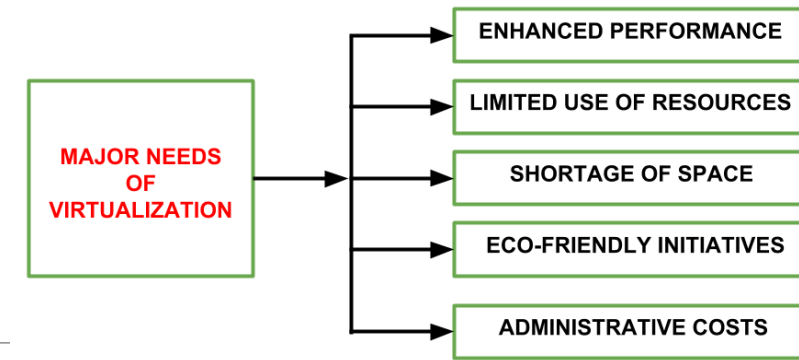 MAJOR NEEDS
OF
VIRTUALIZATION
ENHANCED PERFORMANCE
LIMITED USE OF RESOURCES
SHORTAGE OF SPACE
ECO-FRIENDLY INITIATIVES
ADMINISTRATIVE COSTS